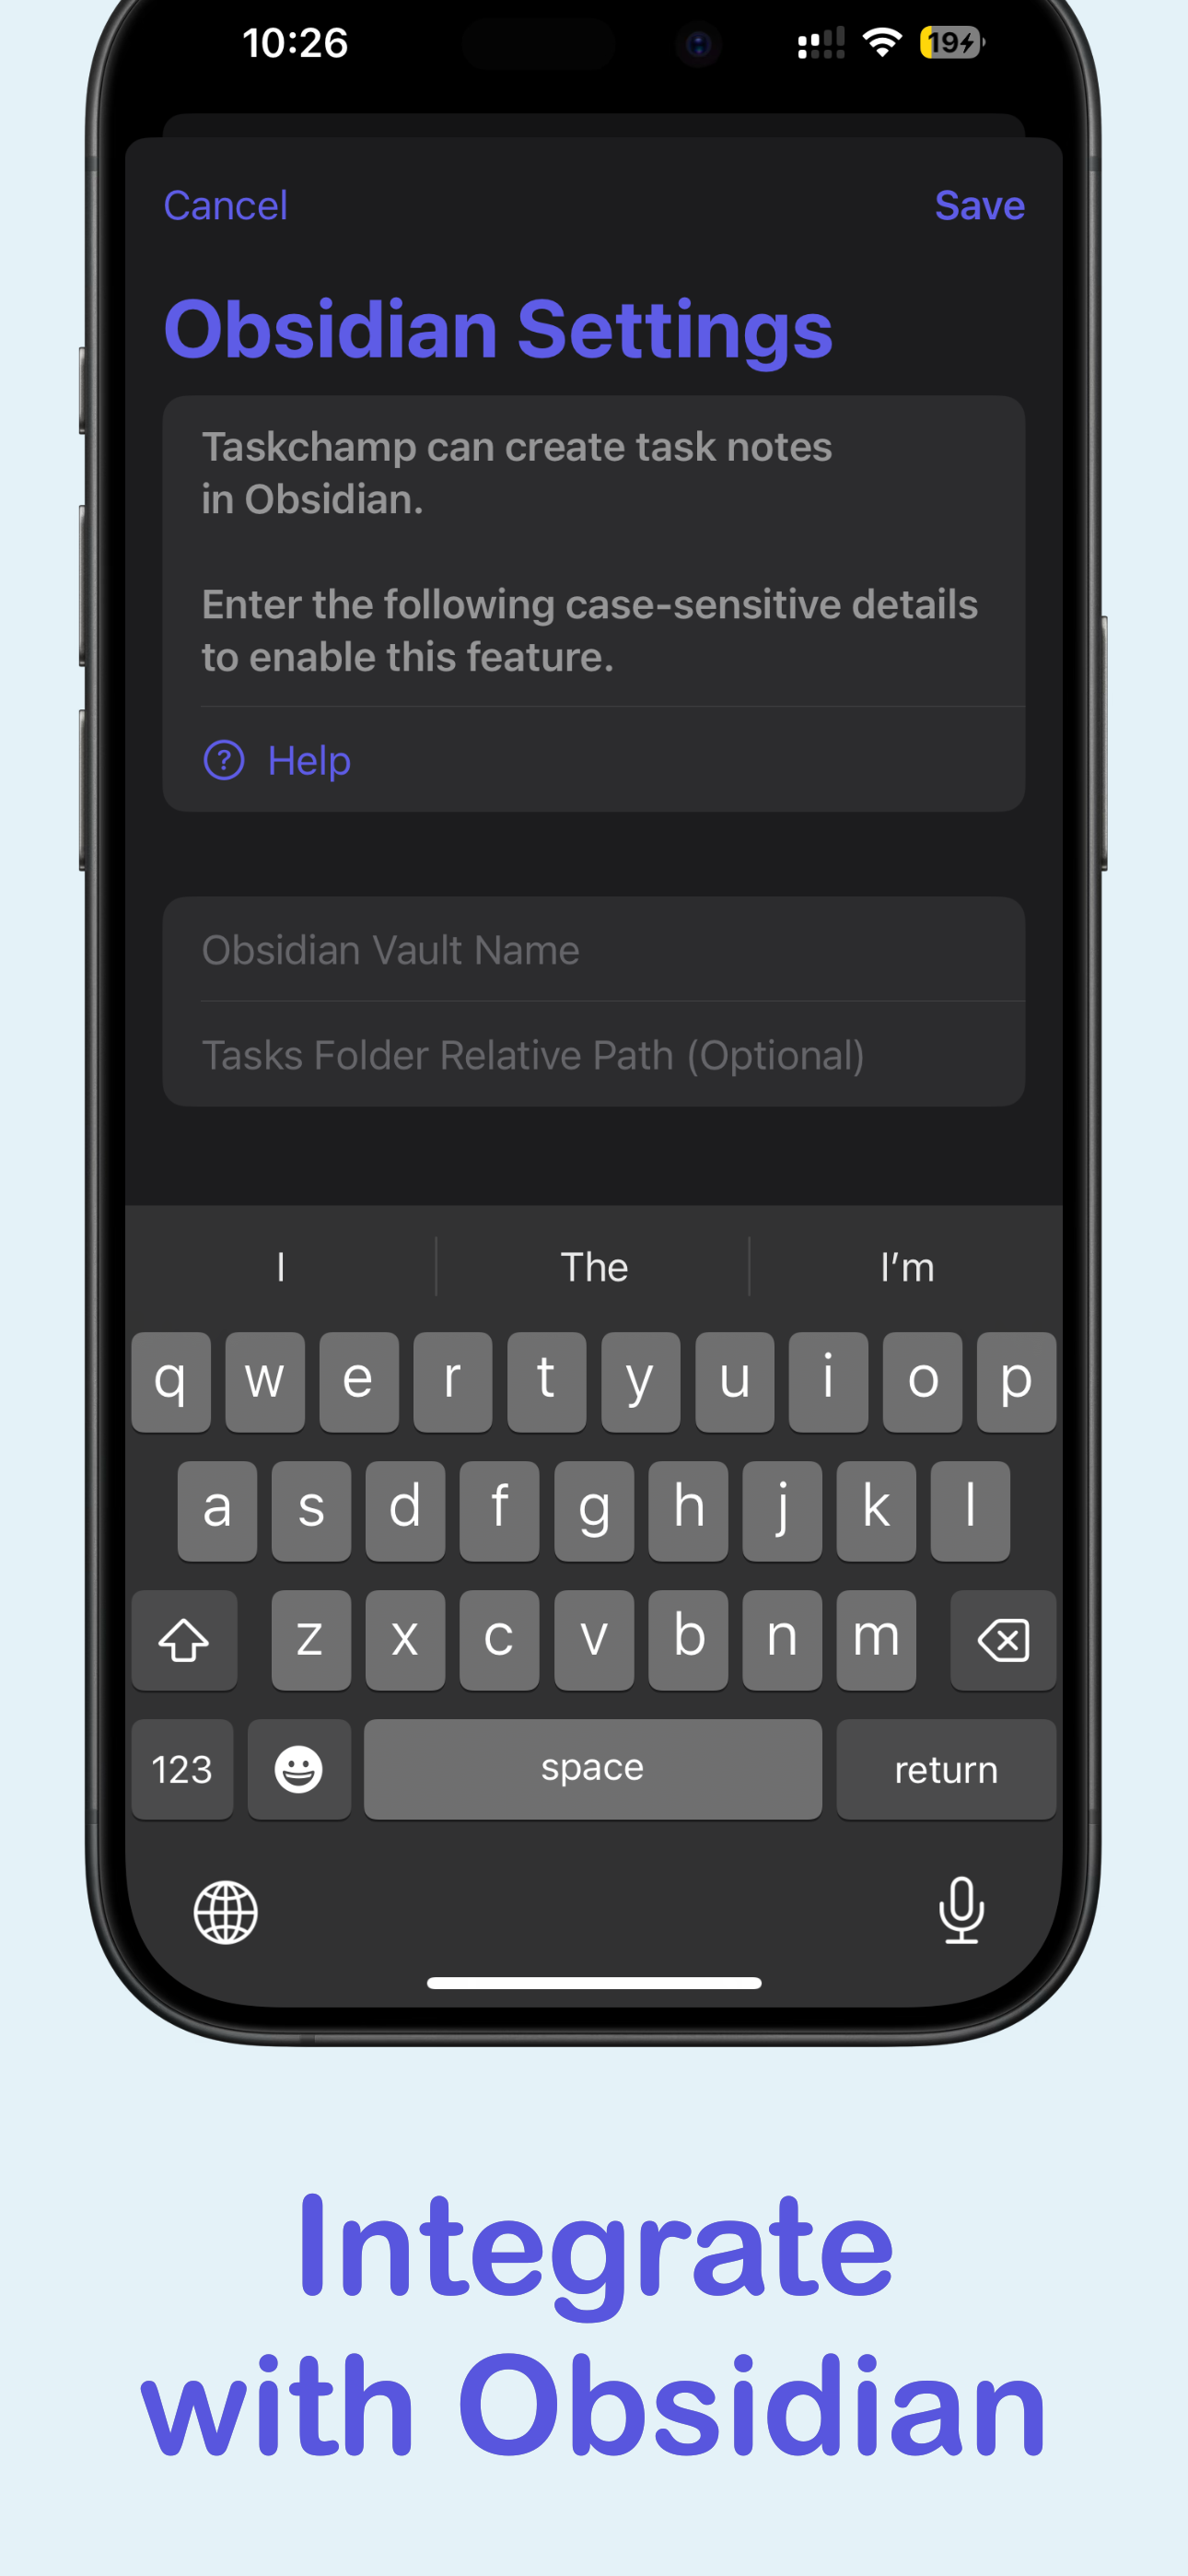 10:26
19
Cancel
Save
Obsidian Settings
Taskchamp can create task notes
in Obsidian.
Enter the following case-sensitive details
to enable this feature.
? Help
Obsidian Vault Name
Tasks Folder Relative Path (Optional)
I The I'm
q w e r t y u i o p
a s d f g h j k l
z x c v b n m
123 space return
Integrate
with Obsidian